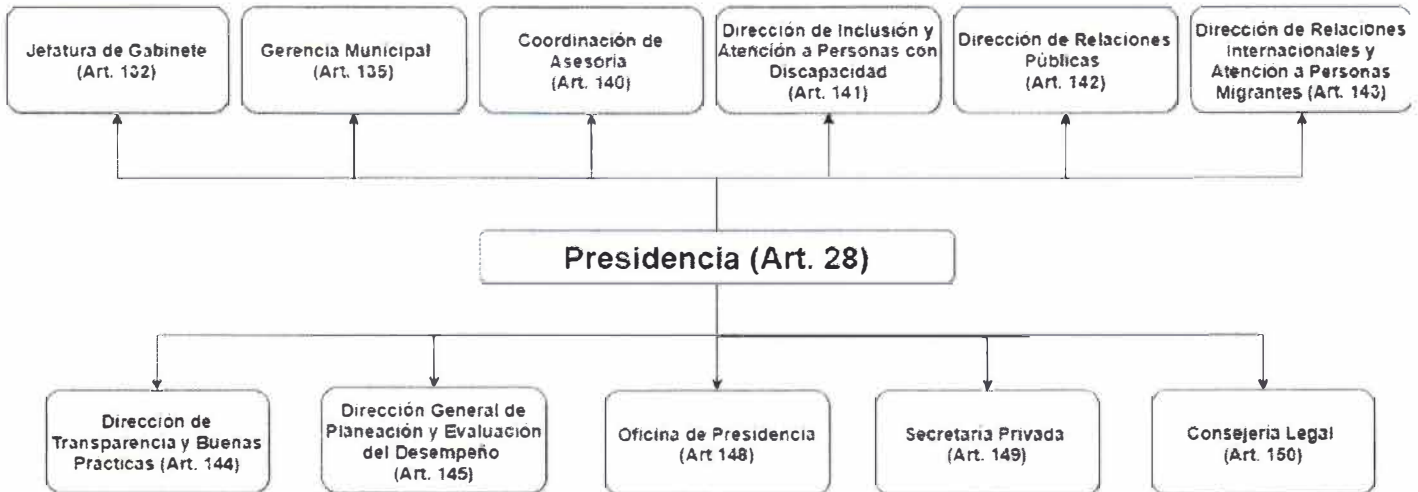 Jefatura de Gabinete
(Art. 132)
Gerencia Municipal
(Art. 135)
Coordinación de
Asesoría
(Art. 140)
Dirección de Inclusión y
Atención a Personas con
Discapacidad
(Art. 141)
Dirección de Relaciones
Públicas
(Art. 142)
Dirección de Relaciones
Internacionales y
Atención a Personas
Migrantes (Art. 143)
Presidencia (Art. 28)
Dirección de
Transparencia y Buenas
Prácticas (Art. 144)
Dirección General de
Planeación y Evaluación
del Desempeño
(Art. 145)
Oficina de Presidencia
(Art 148)
Secretaría Privada
(Art. 149)
Consejería Legal
(Art. 150)